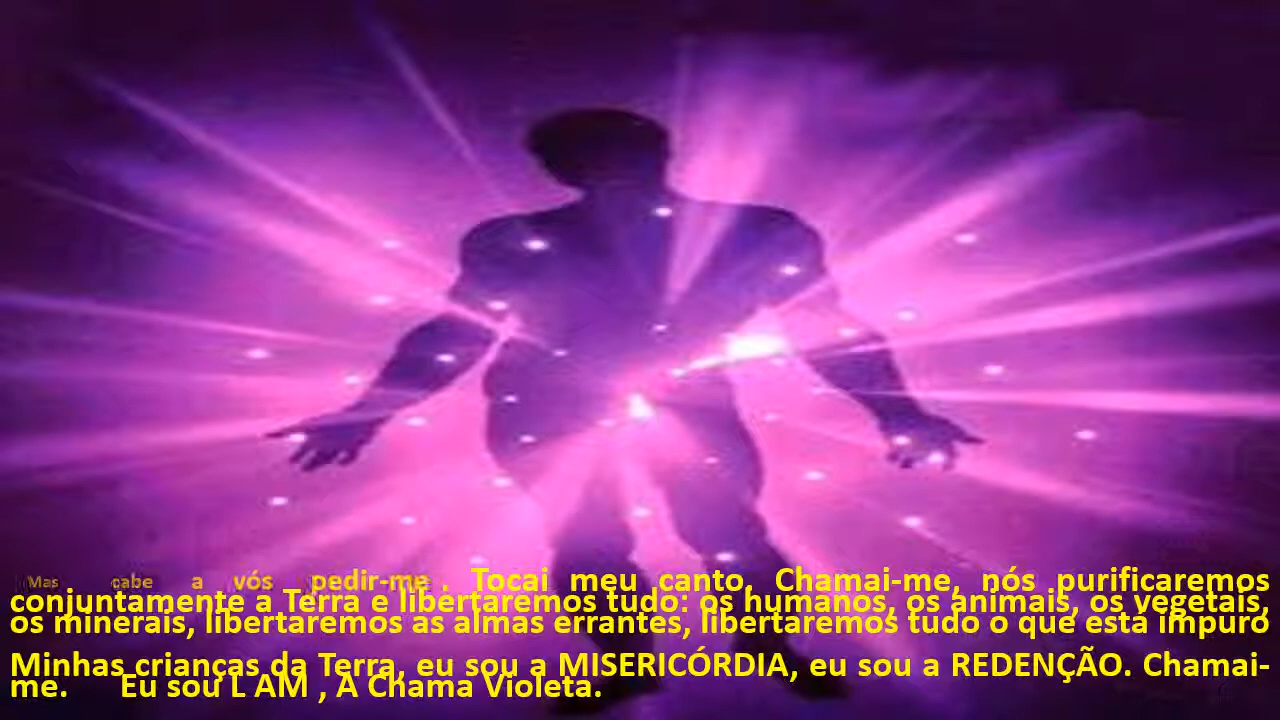 Mas cabe a vós pedir-me . Tocai meu canto, Chamai-me, nós purificaremos
conjuntamente a Terra e libertaremos tudo: os humanos, os animais, os vegetais,
os minerais, libertaremos as almas errantes, libertaremos tudo o que está impuro
Minhas crianças da Terra, eu sou a MISERICÓRDIA, eu sou a REDENÇÃO. Chamai-
me. Eu sou L AM , A Chama Violeta.